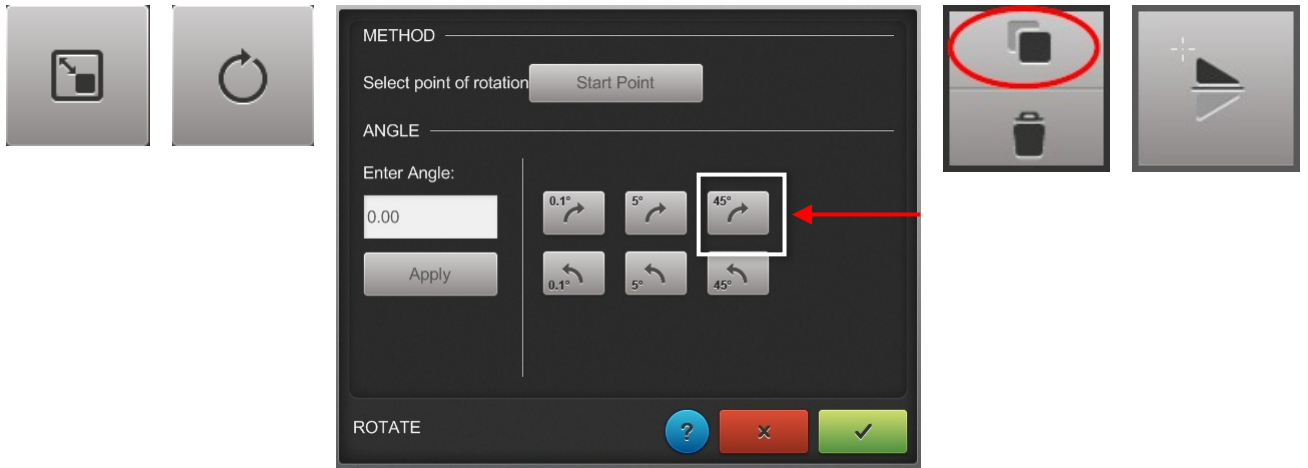 METHOD
Select point of rotation Start Point
ANGLE
Enter Angle:
0.00
0.1° 5° 45°
Apply
0.1° 5° 45°
ROTATE
?